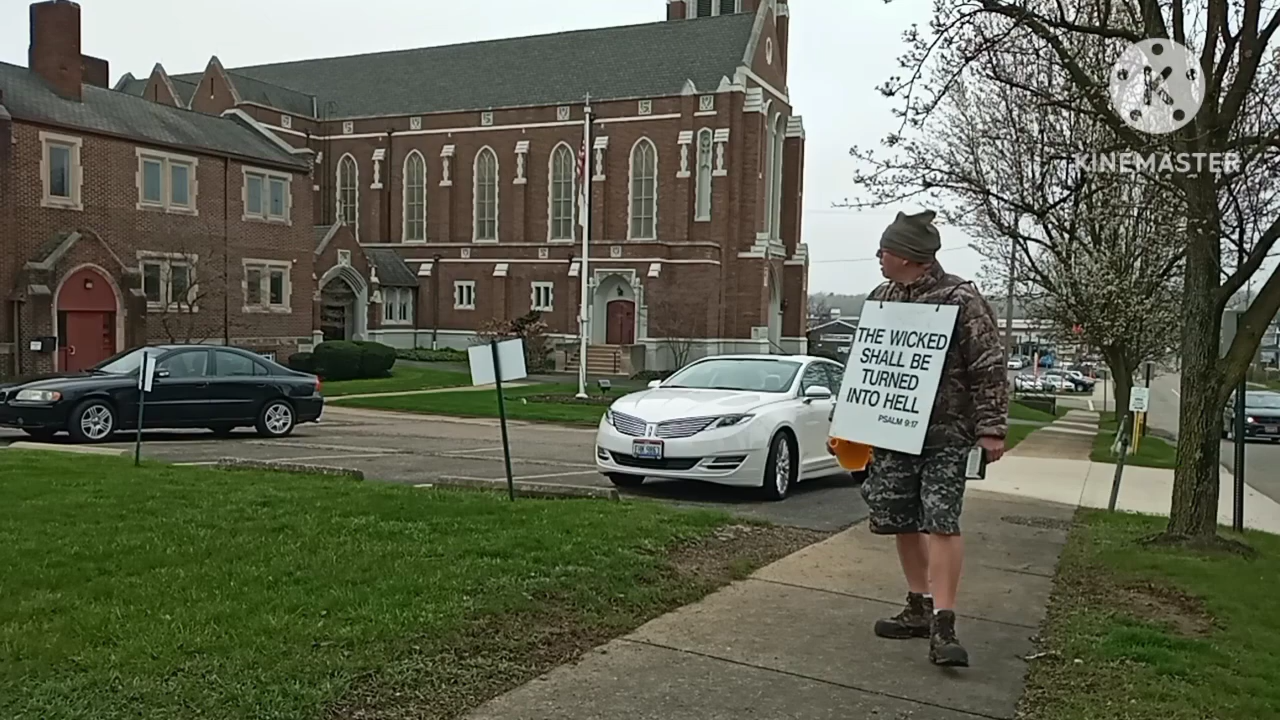 KINEMASTER
THE WICKED
SHALL BE
TURNED
INTO HELL
PSALM 9:17